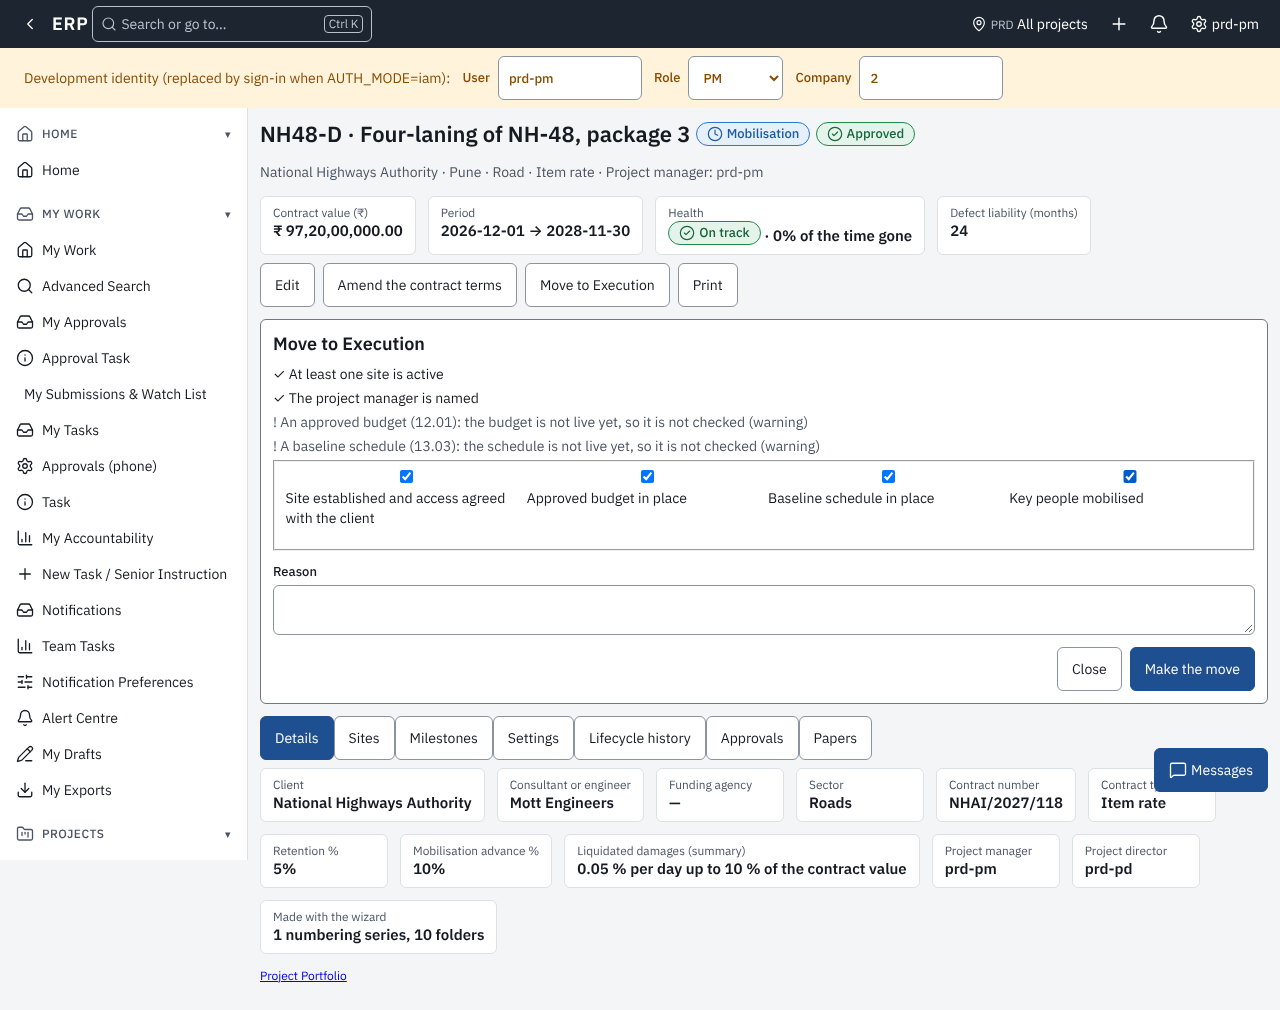 ERP
Search or go to...
Ctrl K
PRD All projects
prd-pm
Development identity (replaced by sign-in when AUTH_MODE=iam):
User
prd-pm
Role
PM
Company
2
HOME
Home
MY WORK
My Work
Advanced Search
My Approvals
Approval Task
My Submissions & Watch List
My Tasks
Approvals (phone)
Task
My Accountability
New Task / Senior Instruction
Notifications
Team Tasks
Notification Preferences
Alert Centre
My Drafts
My Exports
PROJECTS
NH48-D · Four-laning of NH-48, package 3
Mobilisation
Approved
National Highways Authority · Pune · Road · Item rate · Project manager: prd-pm
Contract value (₹)
₹ 97,20,00,000.00
Period
2026-12-01 → 2028-11-30
Health
On track · 0% of the time gone
Defect liability (months)
24
Edit
Amend the contract terms
Move to Execution
Print
Move to Execution
✓ At least one site is active
✓ The project manager is named
! An approved budget (12.01): the budget is not live yet, so it is not checked (warning)
! A baseline schedule (13.03): the schedule is not live yet, so it is not checked (warning)
Site established and access agreed
with the client
Approved budget in place
Baseline schedule in place
Key people mobilised
Reason
Close
Make the move
Details
Sites
Milestones
Settings
Lifecycle history
Approvals
Papers
Messages
Client
National Highways Authority
Consultant or engineer
Mott Engineers
Funding agency
—
Sector
Roads
Contract number
NHAI/2027/118
Contract
Item rate
Retention %
5%
Mobilisation advance %
10%
Liquidated damages (summary)
0.05 % per day up to 10 % of the contract value
Project manager
prd-pm
Project director
prd-pd
Made with the wizard
1 numbering series, 10 folders
Project Portfolio